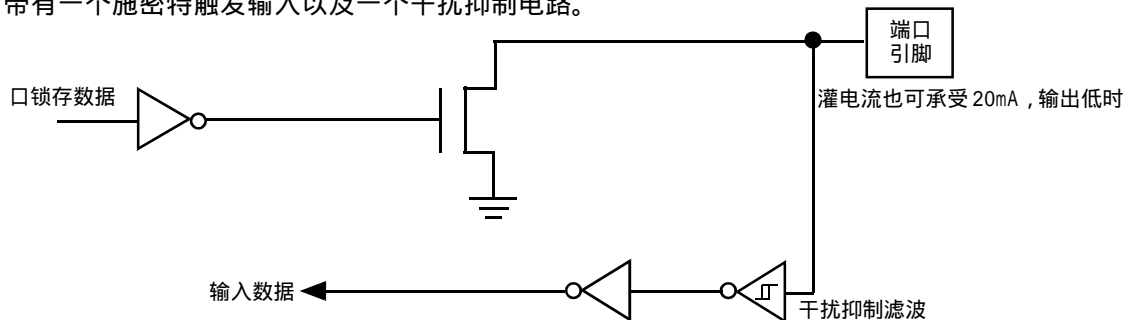 带有一个施密特触发输入以及一个干扰抑制电路。
端口
引脚
口锁存数据
灌电流也可承受20mA，输出低时
输入数据
干扰抑制滤波